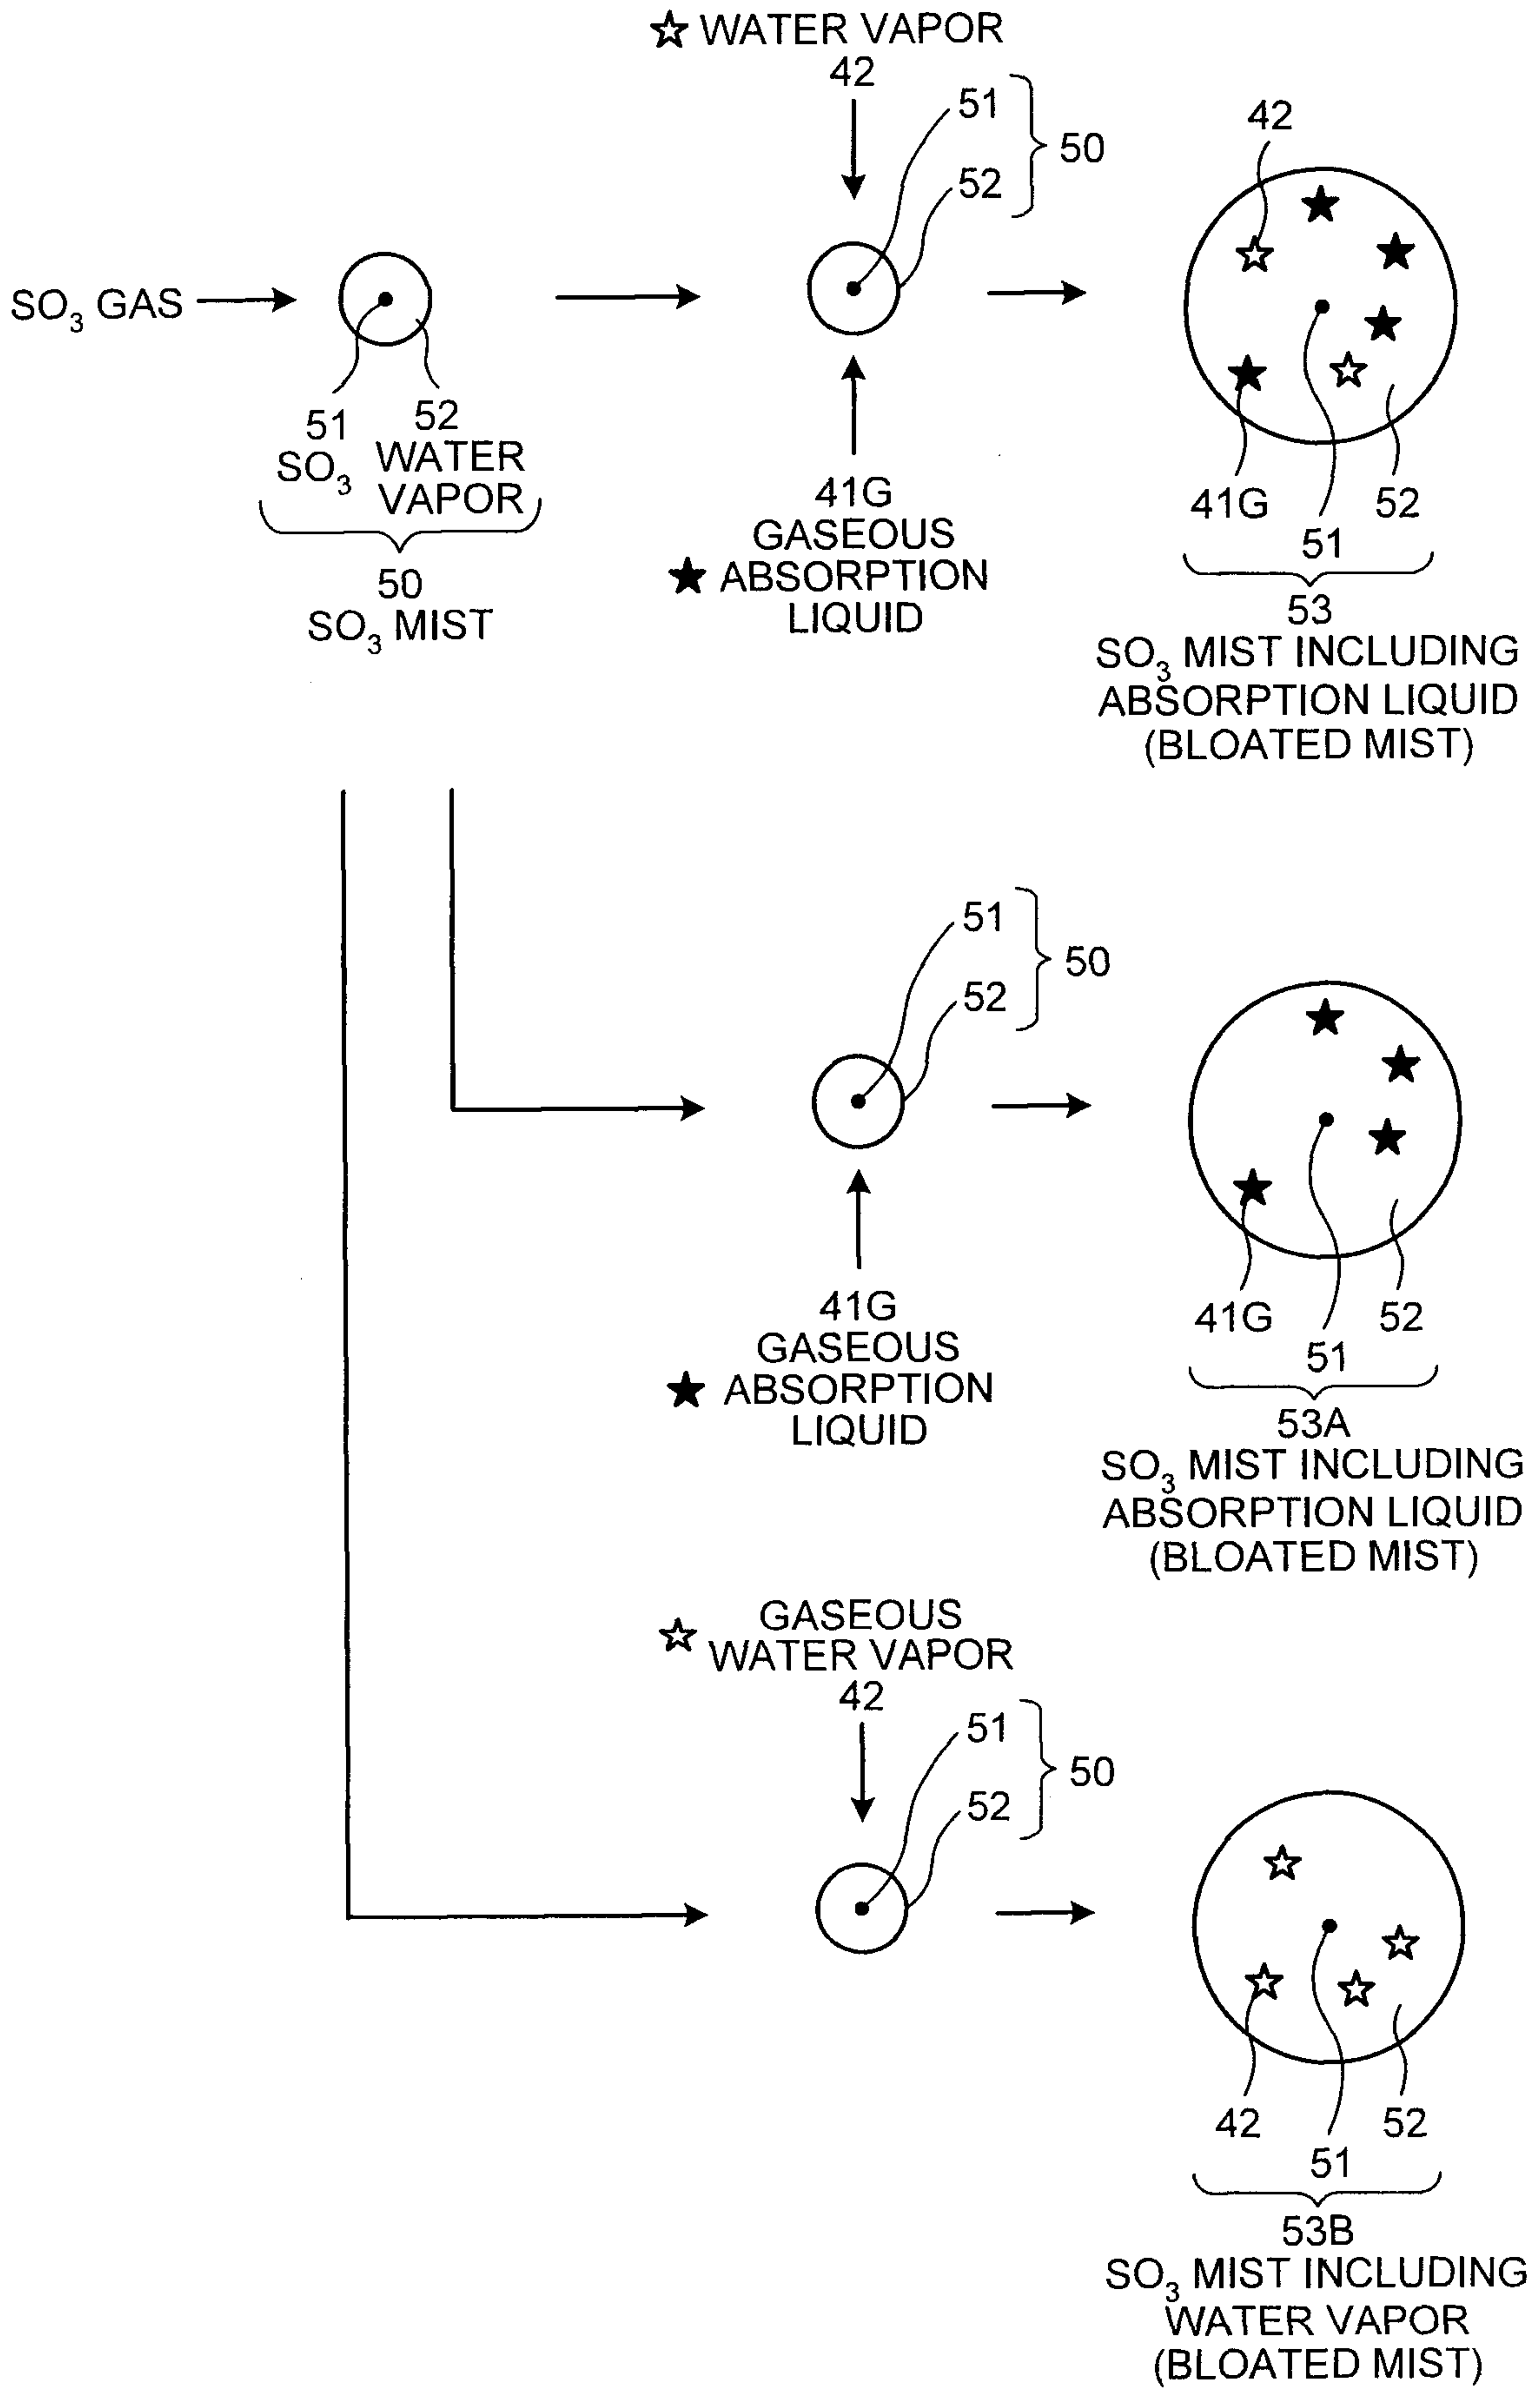 ☆ WATER VAPOR
42
51
52
50
42
SO3 GAS
51
SO3
52
WATER
VAPOR
50
SO3 MIST
41G
GASEOUS
★ ABSORPTION
LIQUID
41G
51
52
53
SO3 MIST INCLUDING
ABSORPTION LIQUID
(BLOATED MIST)
51
52
50
41G
GASEOUS
★ ABSORPTION
LIQUID
41G
51
52
53A
SO3 MIST INCLUDING
ABSORPTION LIQUID
(BLOATED MIST)
☆ GASEOUS
WATER VAPOR
42
51
52
50
42
51
52
53B
SO3 MIST INCLUDING
WATER VAPOR
(BLOATED MIST)